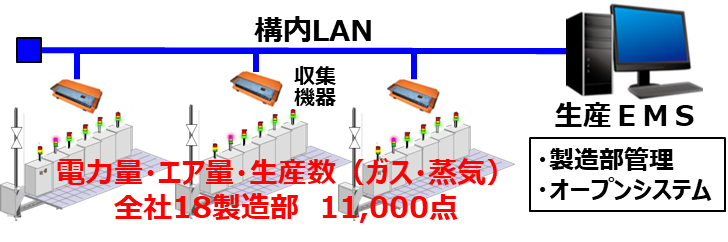 構内LAN
収集
機器
電力量･エア量･生産数（ガス･蒸気）
全社18製造部 11,000点
生産ＥＭＳ
･製造部管理
･オープンシステム